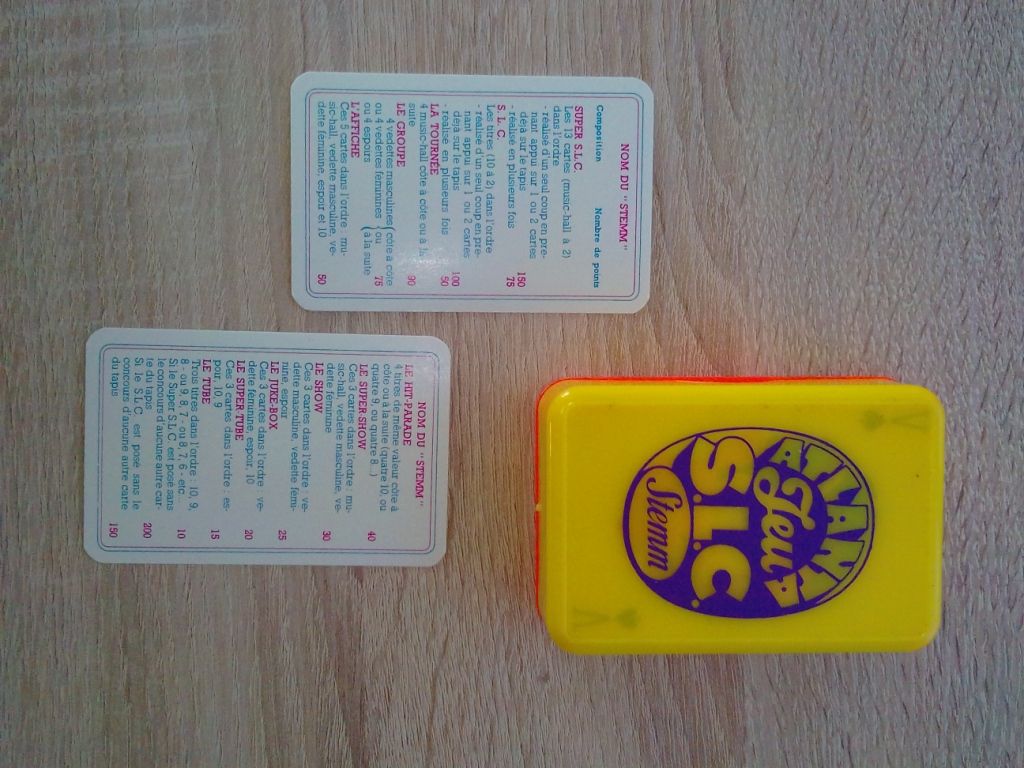 NOM DU "STEMM"
Composition Nombre de points
SUPER S.L.C.
Les 13 cartes (music-hall à 2)
dans l'ordre
- réalisé d'un seul coup en pre-
nant appui sur 1 ou 2 cartes
déjà sur le tapis 150
- réalisé en plusieurs fois 75
S.L.C.
Les titres (10 à 2) dans l'ordre
- réalisé d'un seul coup en pre-
nant appui sur 1 ou 2 cartes
déjà sur le tapis 100
- réalisé en plusieurs fois 50
LA TOURNÉE
4 music-hall côte à côte ou à la
suite 90
LE GROUPE
4 vedettes masculines (côte à côte
ou 4 vedettes féminines ( ou 75
ou 4 espoirs ( à la suite
L'AFFICHE
Ces 5 cartes dans l'ordre : mu-
sic-hall, vedette masculine, ve-
dette féminine, espoir et 10 50
NOM DU "STEMM"
LE HIT-PARADE
4 titres de même valeur côte à
côte ou à la suite (quatre 10, ou
quatre 9, ou quatre 8...) 40
LE SUPER-SHOW
Ces 3 cartes dans l'ordre : mu-
sic-hall, vedette masculine, ve-
dette féminine 30
LE SHOW
Ces 3 cartes dans l'ordre : ve-
dette masculine, vedette fémi-
nine, espoir 25
LE JUKE-BOX
Ces 3 cartes dans l'ordre : ve-
dette féminine, espoir, 10 20
LE SUPER-TUBE
Ces 3 cartes dans l'ordre : es-
poir, 10, 9 15
LE TUBE
Trois titres dans l'ordre : 10, 9,
8 - ou 9, 8, 7 - ou 8, 7, 6 - etc. 10
Si le Super S.L.C. est posé sans
le concours d'aucune autre car-
te du tapis 200
Si le S.L.C. est posé sans le
concours d'aucune autre carte
du tapis 150
Jeu
S.L.C.
Stemm
V
V